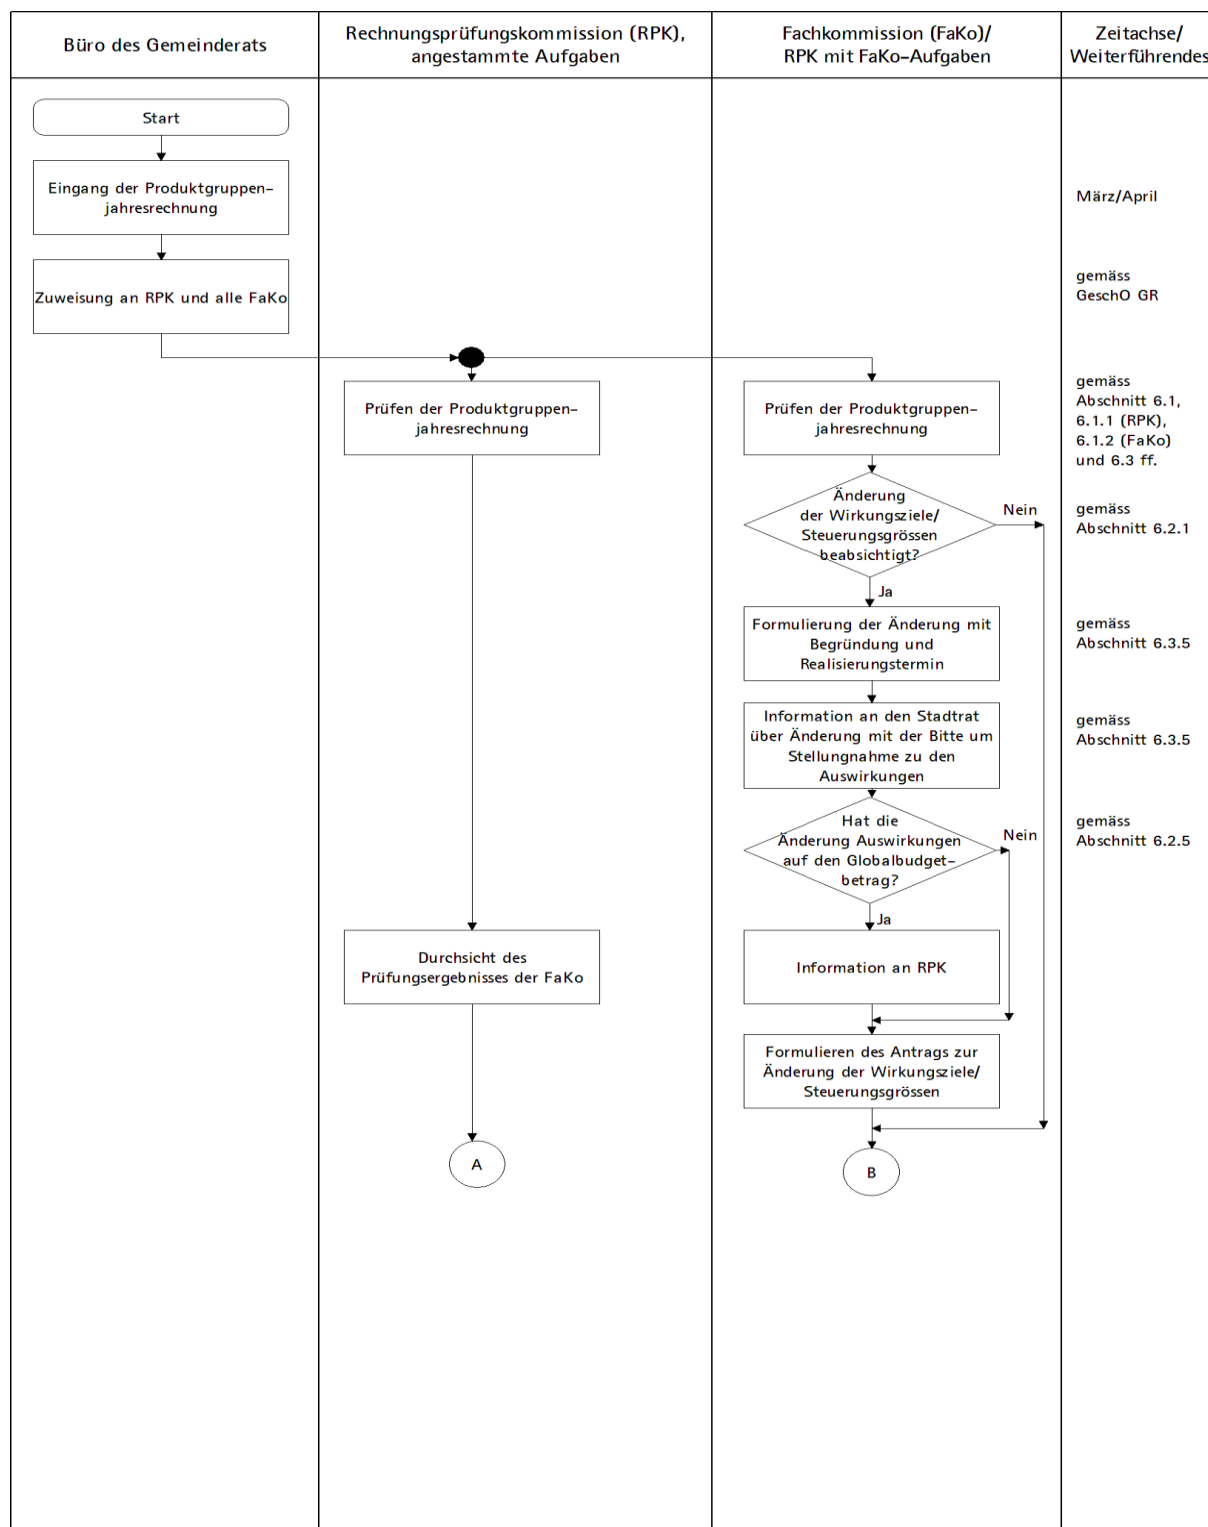 Büro des Gemeinderats
Rechnungsprüfungskommission (RPK),
angestammte Aufgaben
Fachkommission (FaKo)/
RPK mit FaKo-Aufgaben
Zeitachse/
Weiterführendes
Start
Eingang der Produktgruppen-
jahresrechnung
März/April
Zuweisung an RPK und alle FaKo
gemäss
GeschO GR
Prüfen der Produktgruppen-
jahresrechnung
Prüfen der Produktgruppen-
jahresrechnung
gemäss
Abschnitt 6.1,
6.1.1 (RPK),
6.1.2 (FaKo)
und 6.3 ff.
Änderung
der Wirkungsziele/
Steuerungsgrössen
beabsichtigt?
Nein
gemäss
Abschnitt 6.2.1
Ja
Formulierung der Änderung mit
Begründung und
Realisierungstermin
gemäss
Abschnitt 6.3.5
Information an den Stadtrat
über Änderung mit der Bitte um
Stellungnahme zu den
Auswirkungen
gemäss
Abschnitt 6.3.5
Hat die
Änderung Auswirkungen
auf den Globalbudget-
betrag?
Nein
gemäss
Abschnitt 6.2.5
Ja
Durchsicht des
Prüfungsergebnisses der FaKo
Information an RPK
Formulieren des Antrags zur
Änderung der Wirkungsziele/
Steuerungsgrössen
A
B